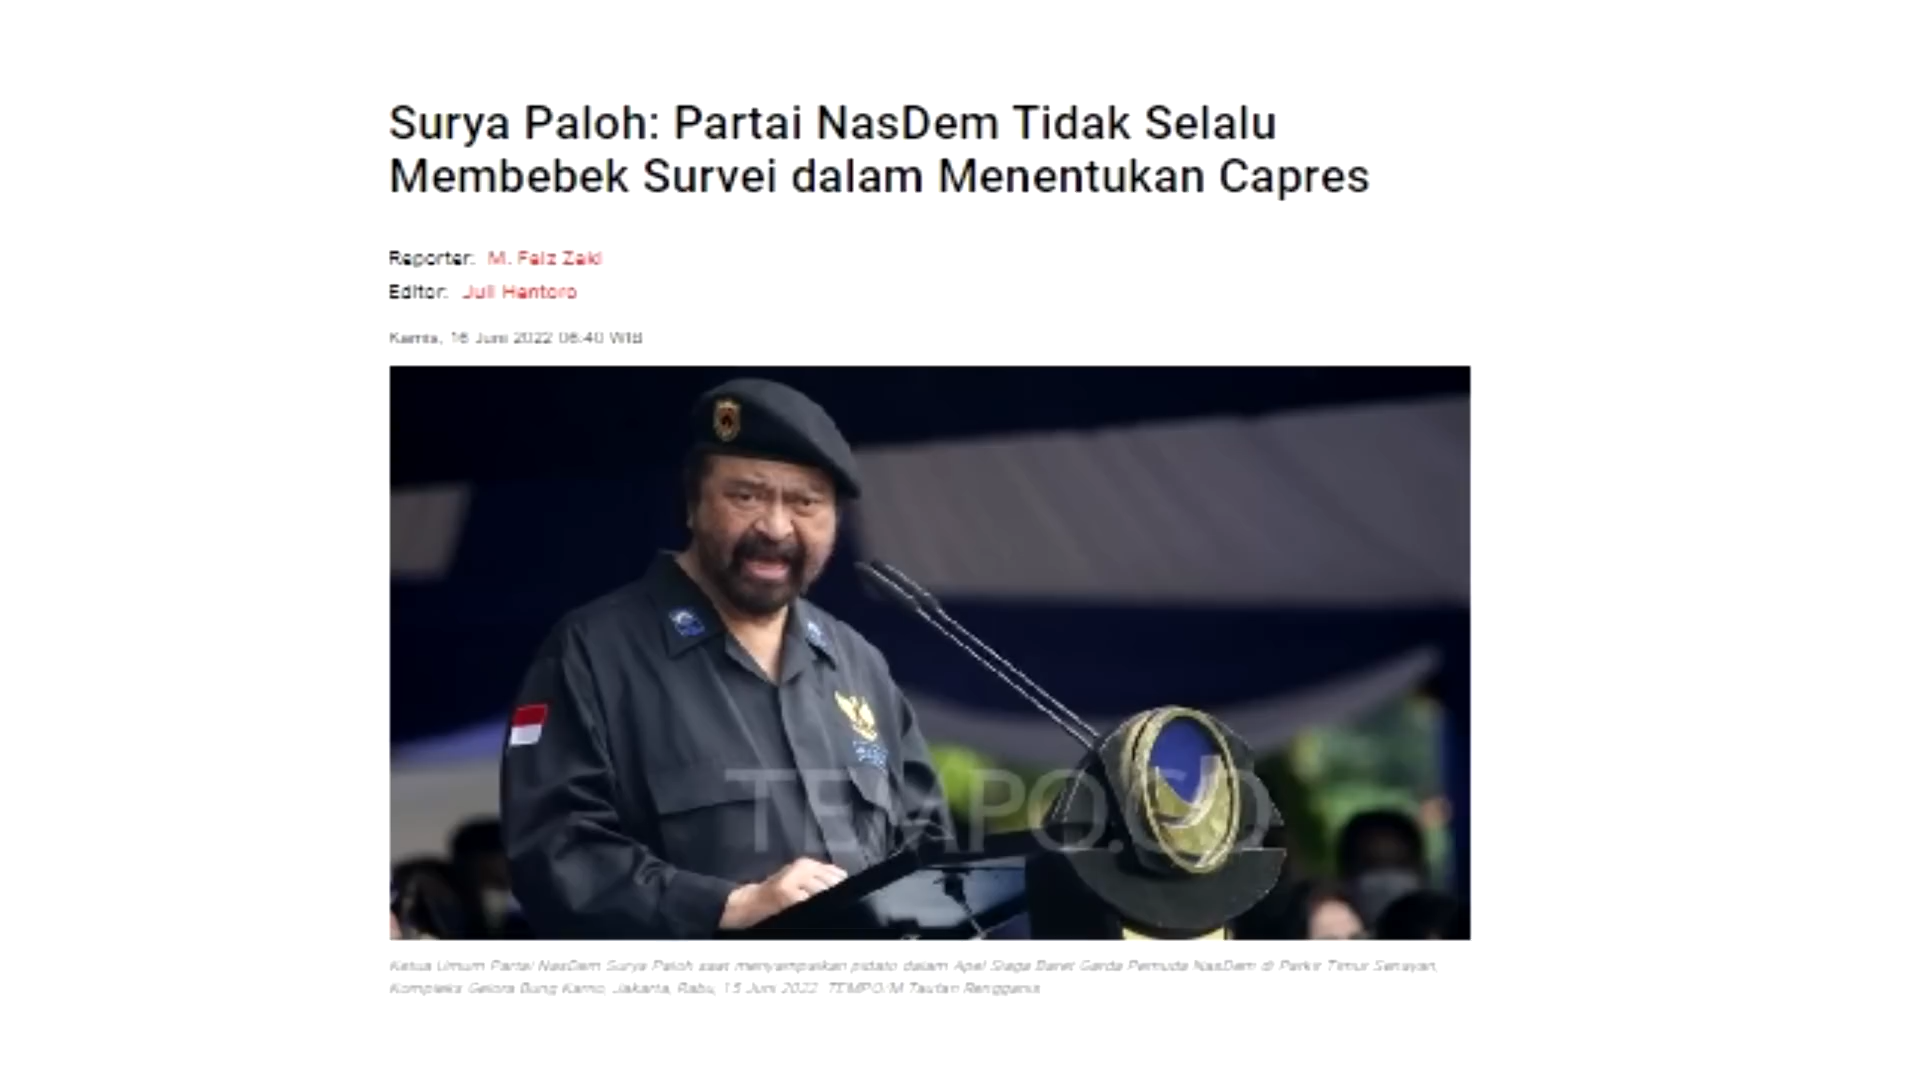 Surya Paloh: Partai NasDem Tidak Selalu
Membebek Survei dalam Menentukan Capres
Reporter: M. Faiz Zaki
Editor: Juli Hantoro
Kamis, 16 Juni 2022 06:40 WIB
TEMPO.CO
Ketua Umum Partai NasDem Surya Paloh saat menyampaikan pidato dalam Apel Siaga Baret Garda Pemuda NasDem di Parkir Timur Senayan,
Kompleks Gelora Bung Karno, Jakarta, Rabu, 15 Juni 2022. TEMPO/M Taufan Rengganis